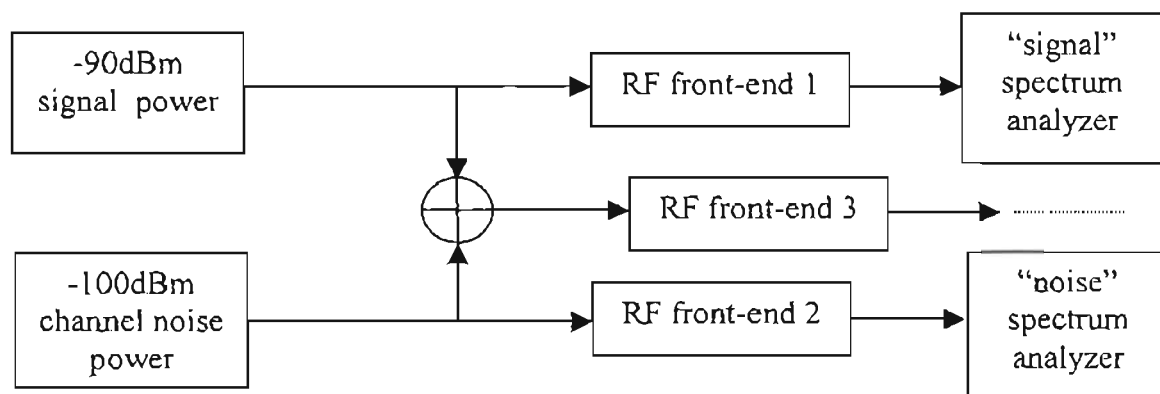 -90dBm
signal power
RF front-end 1
“signal”
spectrum
analyzer
RF front-end 3
-100dBm
channel noise
power
RF front-end 2
“noise”
spectrum
analyzer